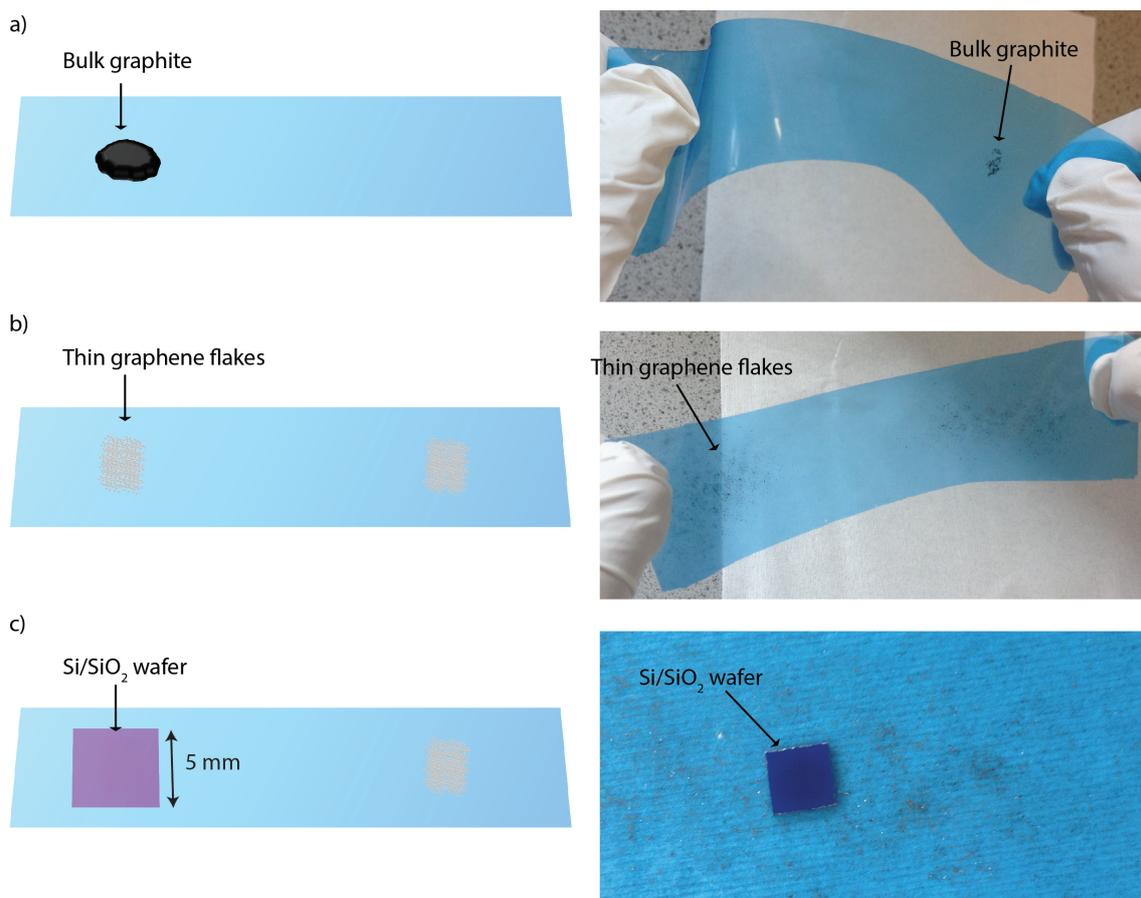 a)
Bulk graphite
Bulk graphite
b)
Thin graphene flakes
Thin graphene flakes
c)
Si/SiO₂ wafer
5 mm
Si/SiO₂ wafer